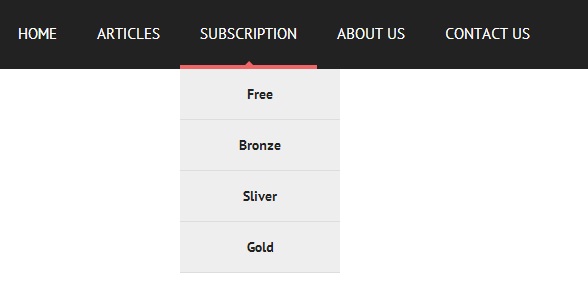 HOME ARTICLES SUBSCRIPTION ABOUT US CONTACT US
Free
Bronze
Sliver
Gold